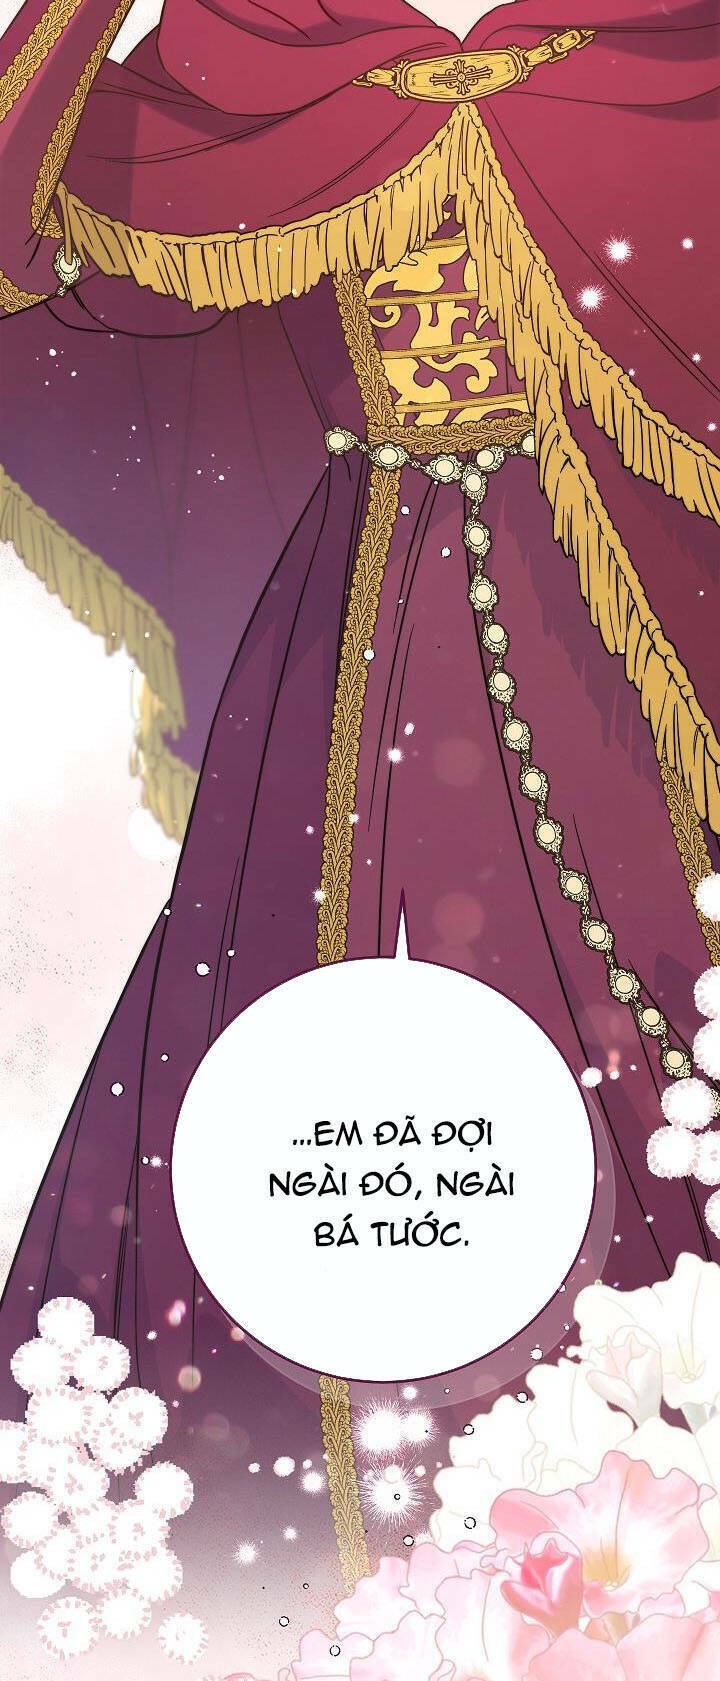 ...EM ĐÃ ĐỢI
NGÀI ĐÓ, NGÀI
BÁ TƯỚC.